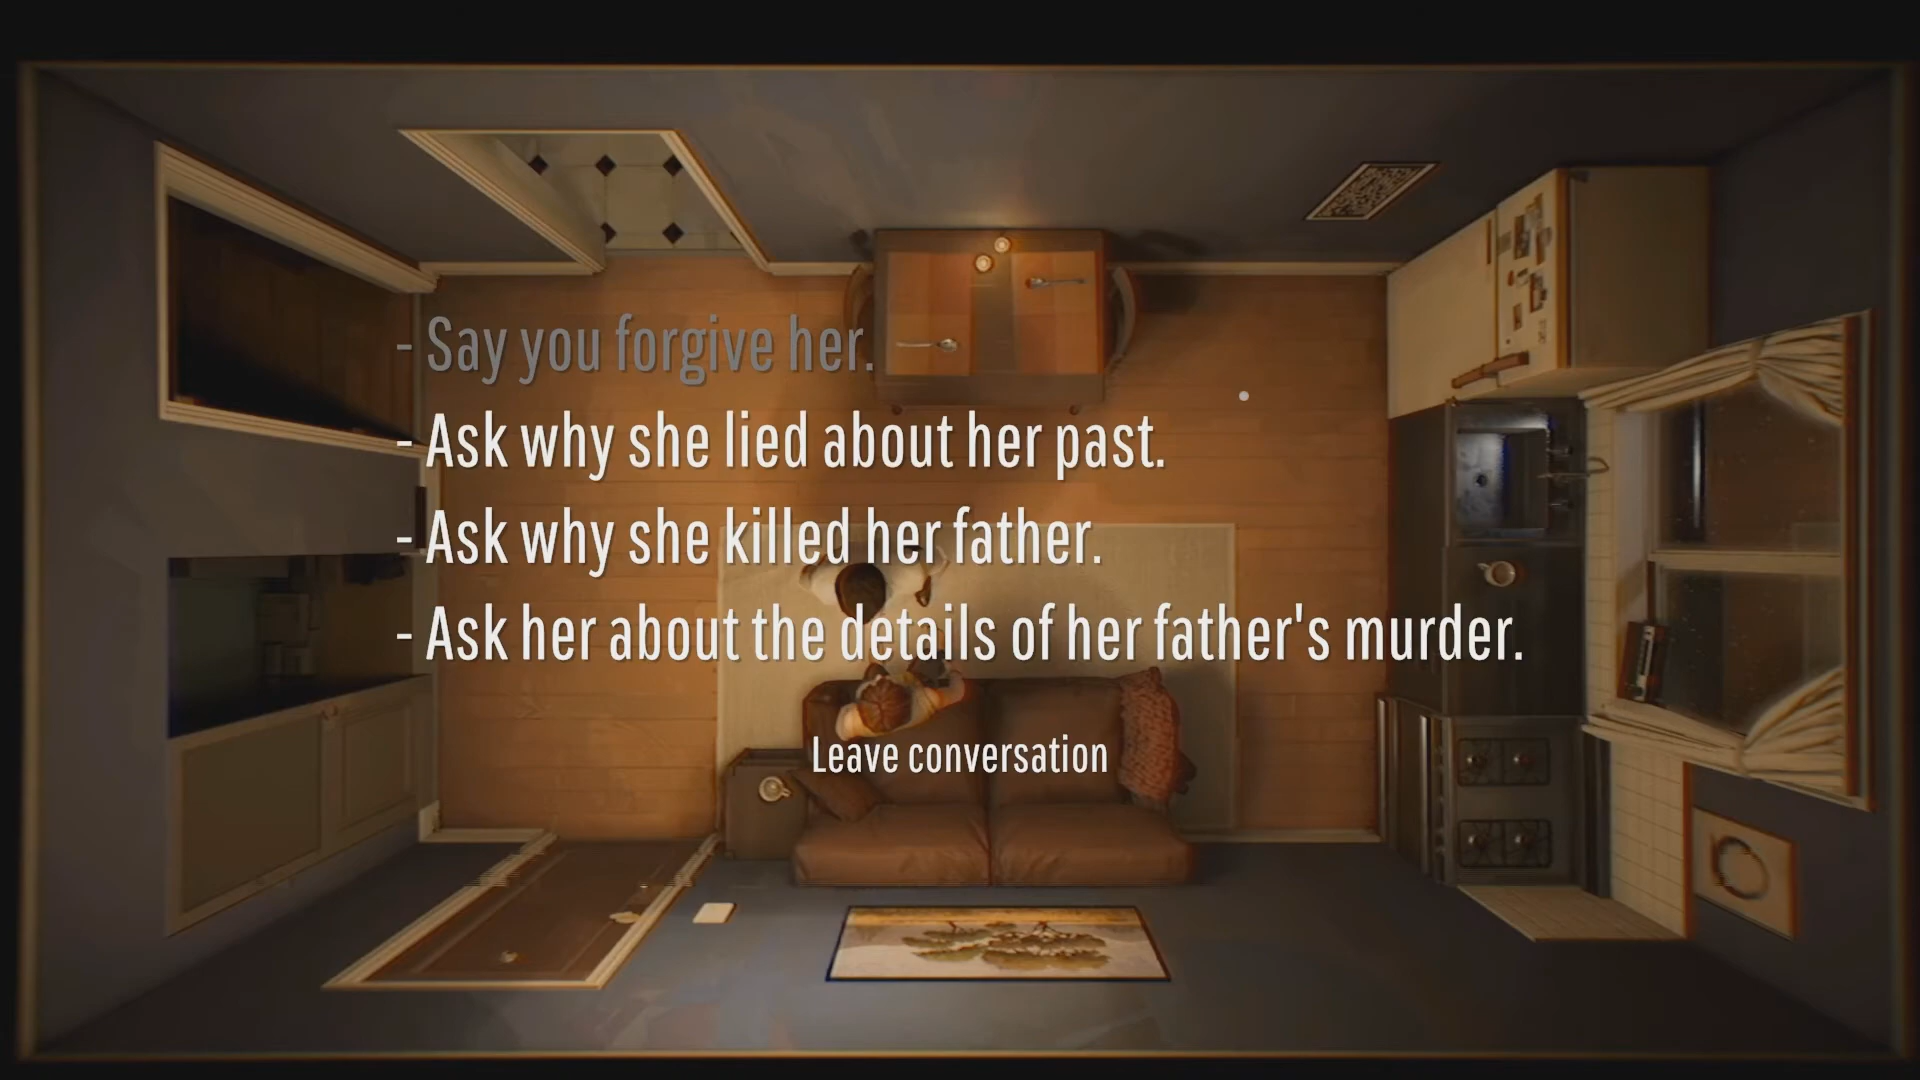 - Say you forgive her.
- Ask why she lied about her past.
- Ask why she killed her father.
- Ask her about the details of her father's murder.
Leave conversation